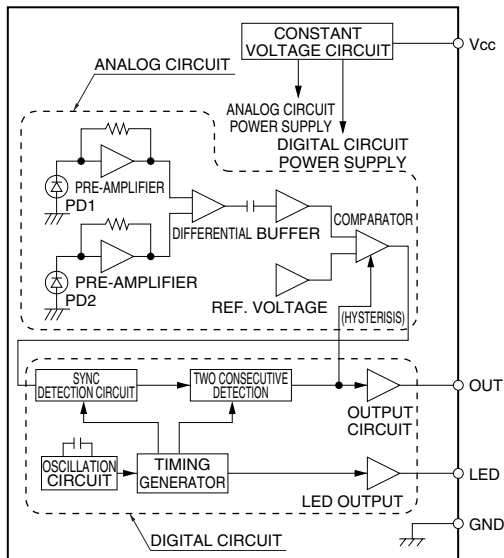 CONSTANT
VOLTAGE CIRCUIT
Vcc
ANALOG CIRCUIT
ANALOG CIRCUIT
POWER SUPPLY
DIGITAL CIRCUIT
POWER SUPPLY
PRE-AMPLIFIER
PD1
DIFFERENTIAL
BUFFER
COMPARATOR
PRE-AMPLIFIER
PD2
REF. VOLTAGE
(HYSTERISIS)
SYNC
DETECTION CIRCUIT
TWO CONSECUTIVE
DETECTION
OUT
OUTPUT
CIRCUIT
OSCILLATION
CIRCUIT
TIMING
GENERATOR
LED
LED OUTPUT
GND
DIGITAL CIRCUIT